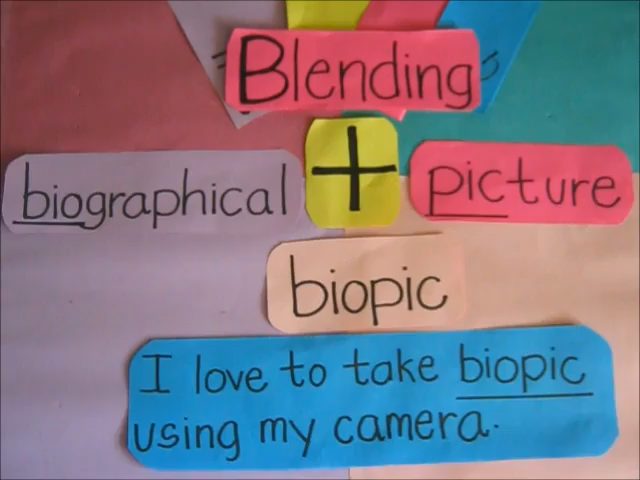 Blending
biographical + picture
biopic
I love to take biopic
using my camera.